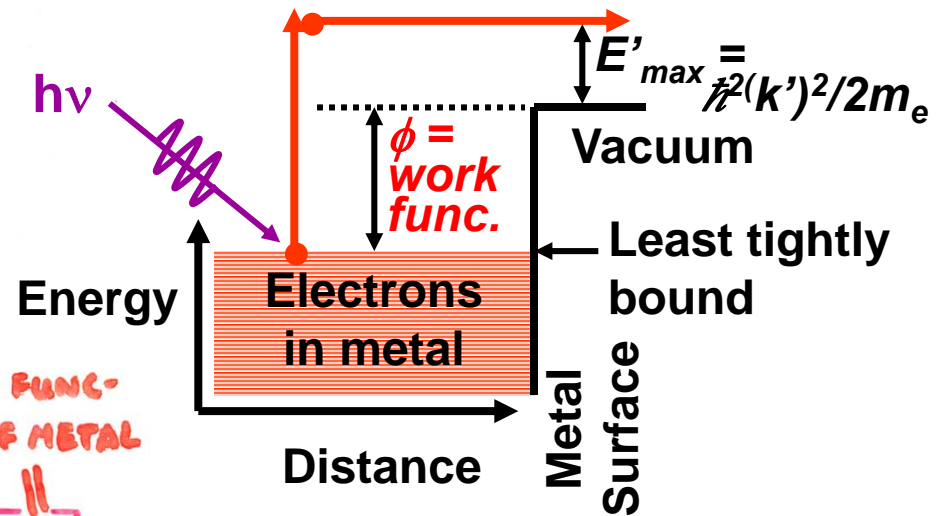 E'max =
ħ²(k')²/2me
hν
ϕ =
work
func.
Vacuum
Least tightly
bound
Energy
Electrons
in metal
Metal
Surface
FUNC-
F METAL
||
Distance